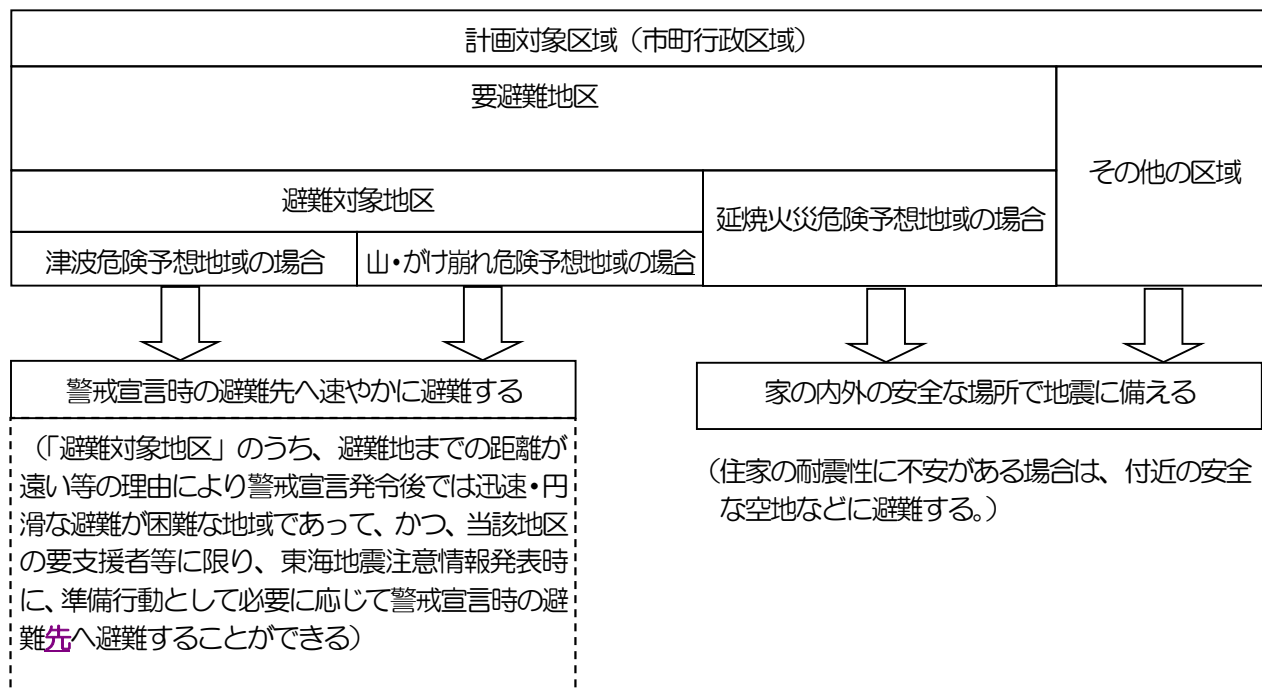 計画対象区域（市町行政区域）
要避難地区
その他の区域
避難対象地区
延焼火災危険予想地域の場合
津波危険予想地域の場合
山・がけ崩れ危険予想地域の場合
警戒宣言時の避難先へ速やかに避難する
（「避難対象地区」のうち、避難地までの距離が
遠い等の理由により警戒宣言発令後では迅速・円
滑な避難が困難な地域であって、かつ、当該地区
の要支援者等に限り、東海地震注意情報発表時
に、準備行動として必要に応じて警戒宣言時の避
難先へ避難することができる）
家の内外の安全な場所で地震に備える
（住家の耐震性に不安がある場合は、付近の安全
な空地などに避難する。）